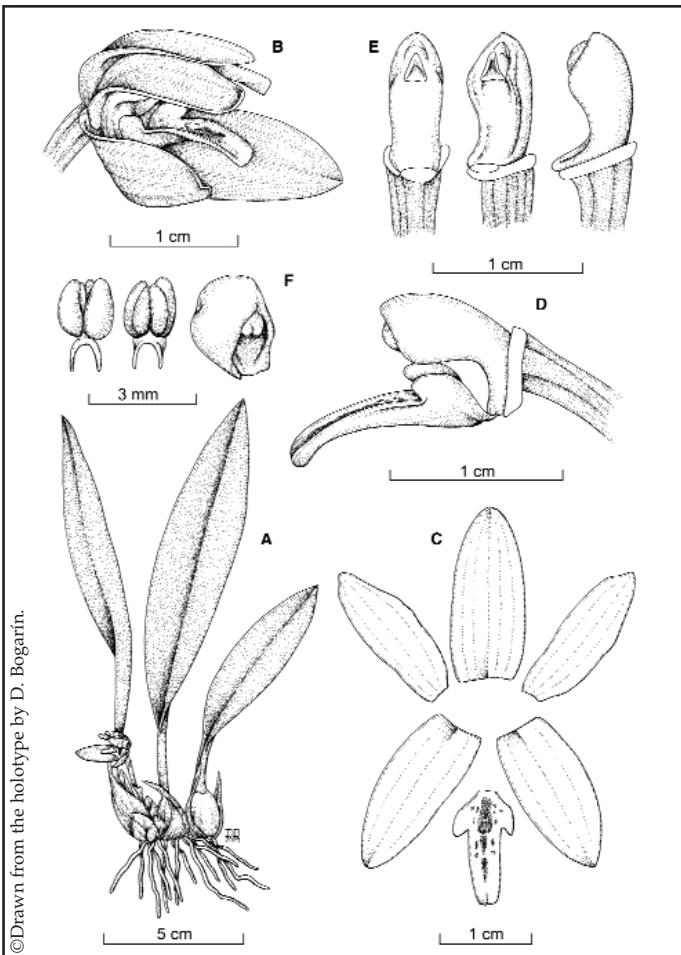 B
E
1 cm
1 cm
F
D
3 mm
1 cm
A
C
5 cm
1 cm
©Drawn from the holotype by D. Bogarín.